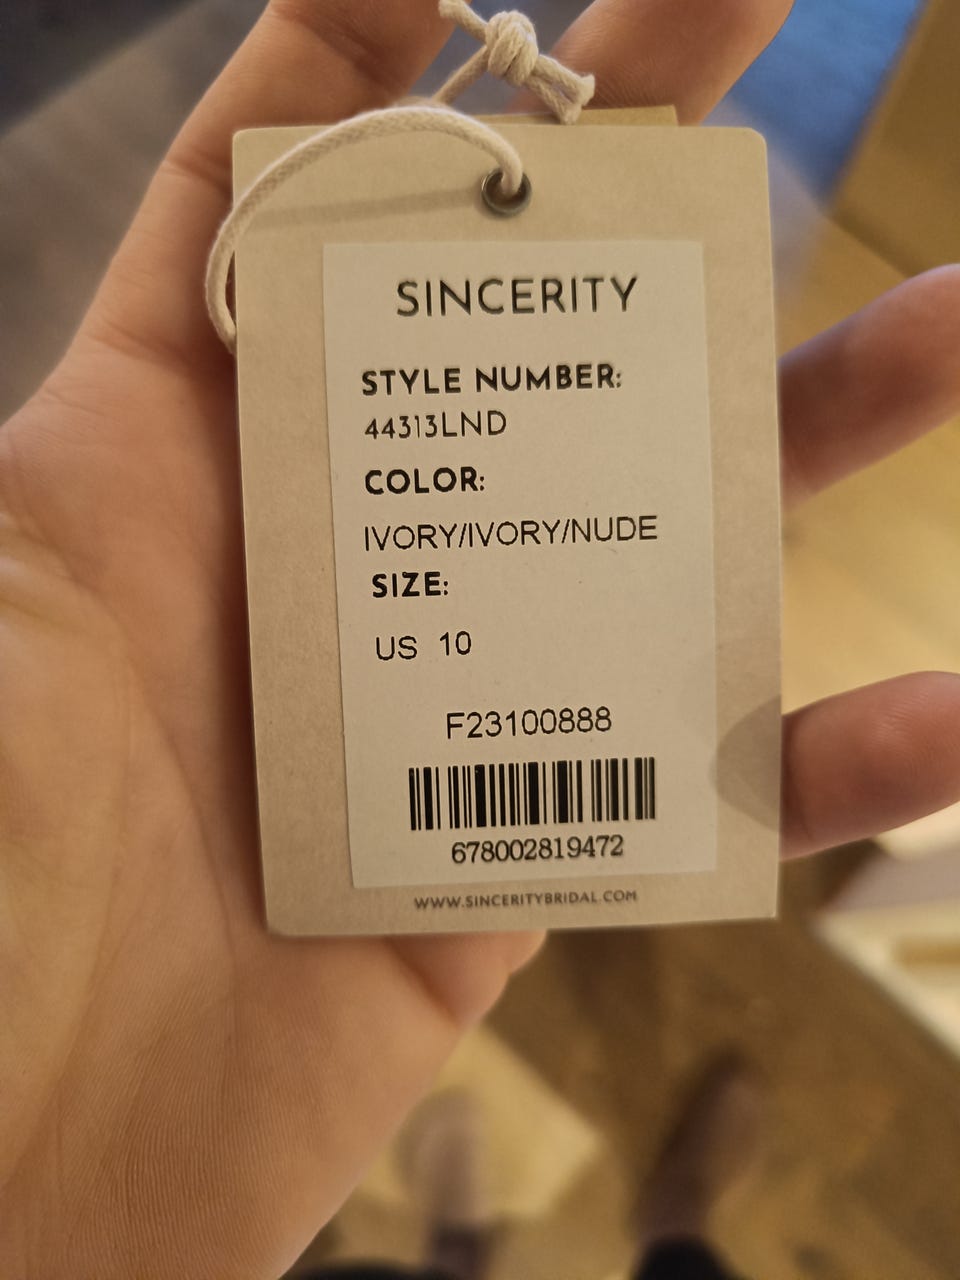 SINCERITY
STYLE NUMBER:
44313LND
COLOR:
IVORY/IVORY/NUDE
SIZE:
US 10
F23100888
678002819472
WWW.SINCERITYBRIDAL.COM